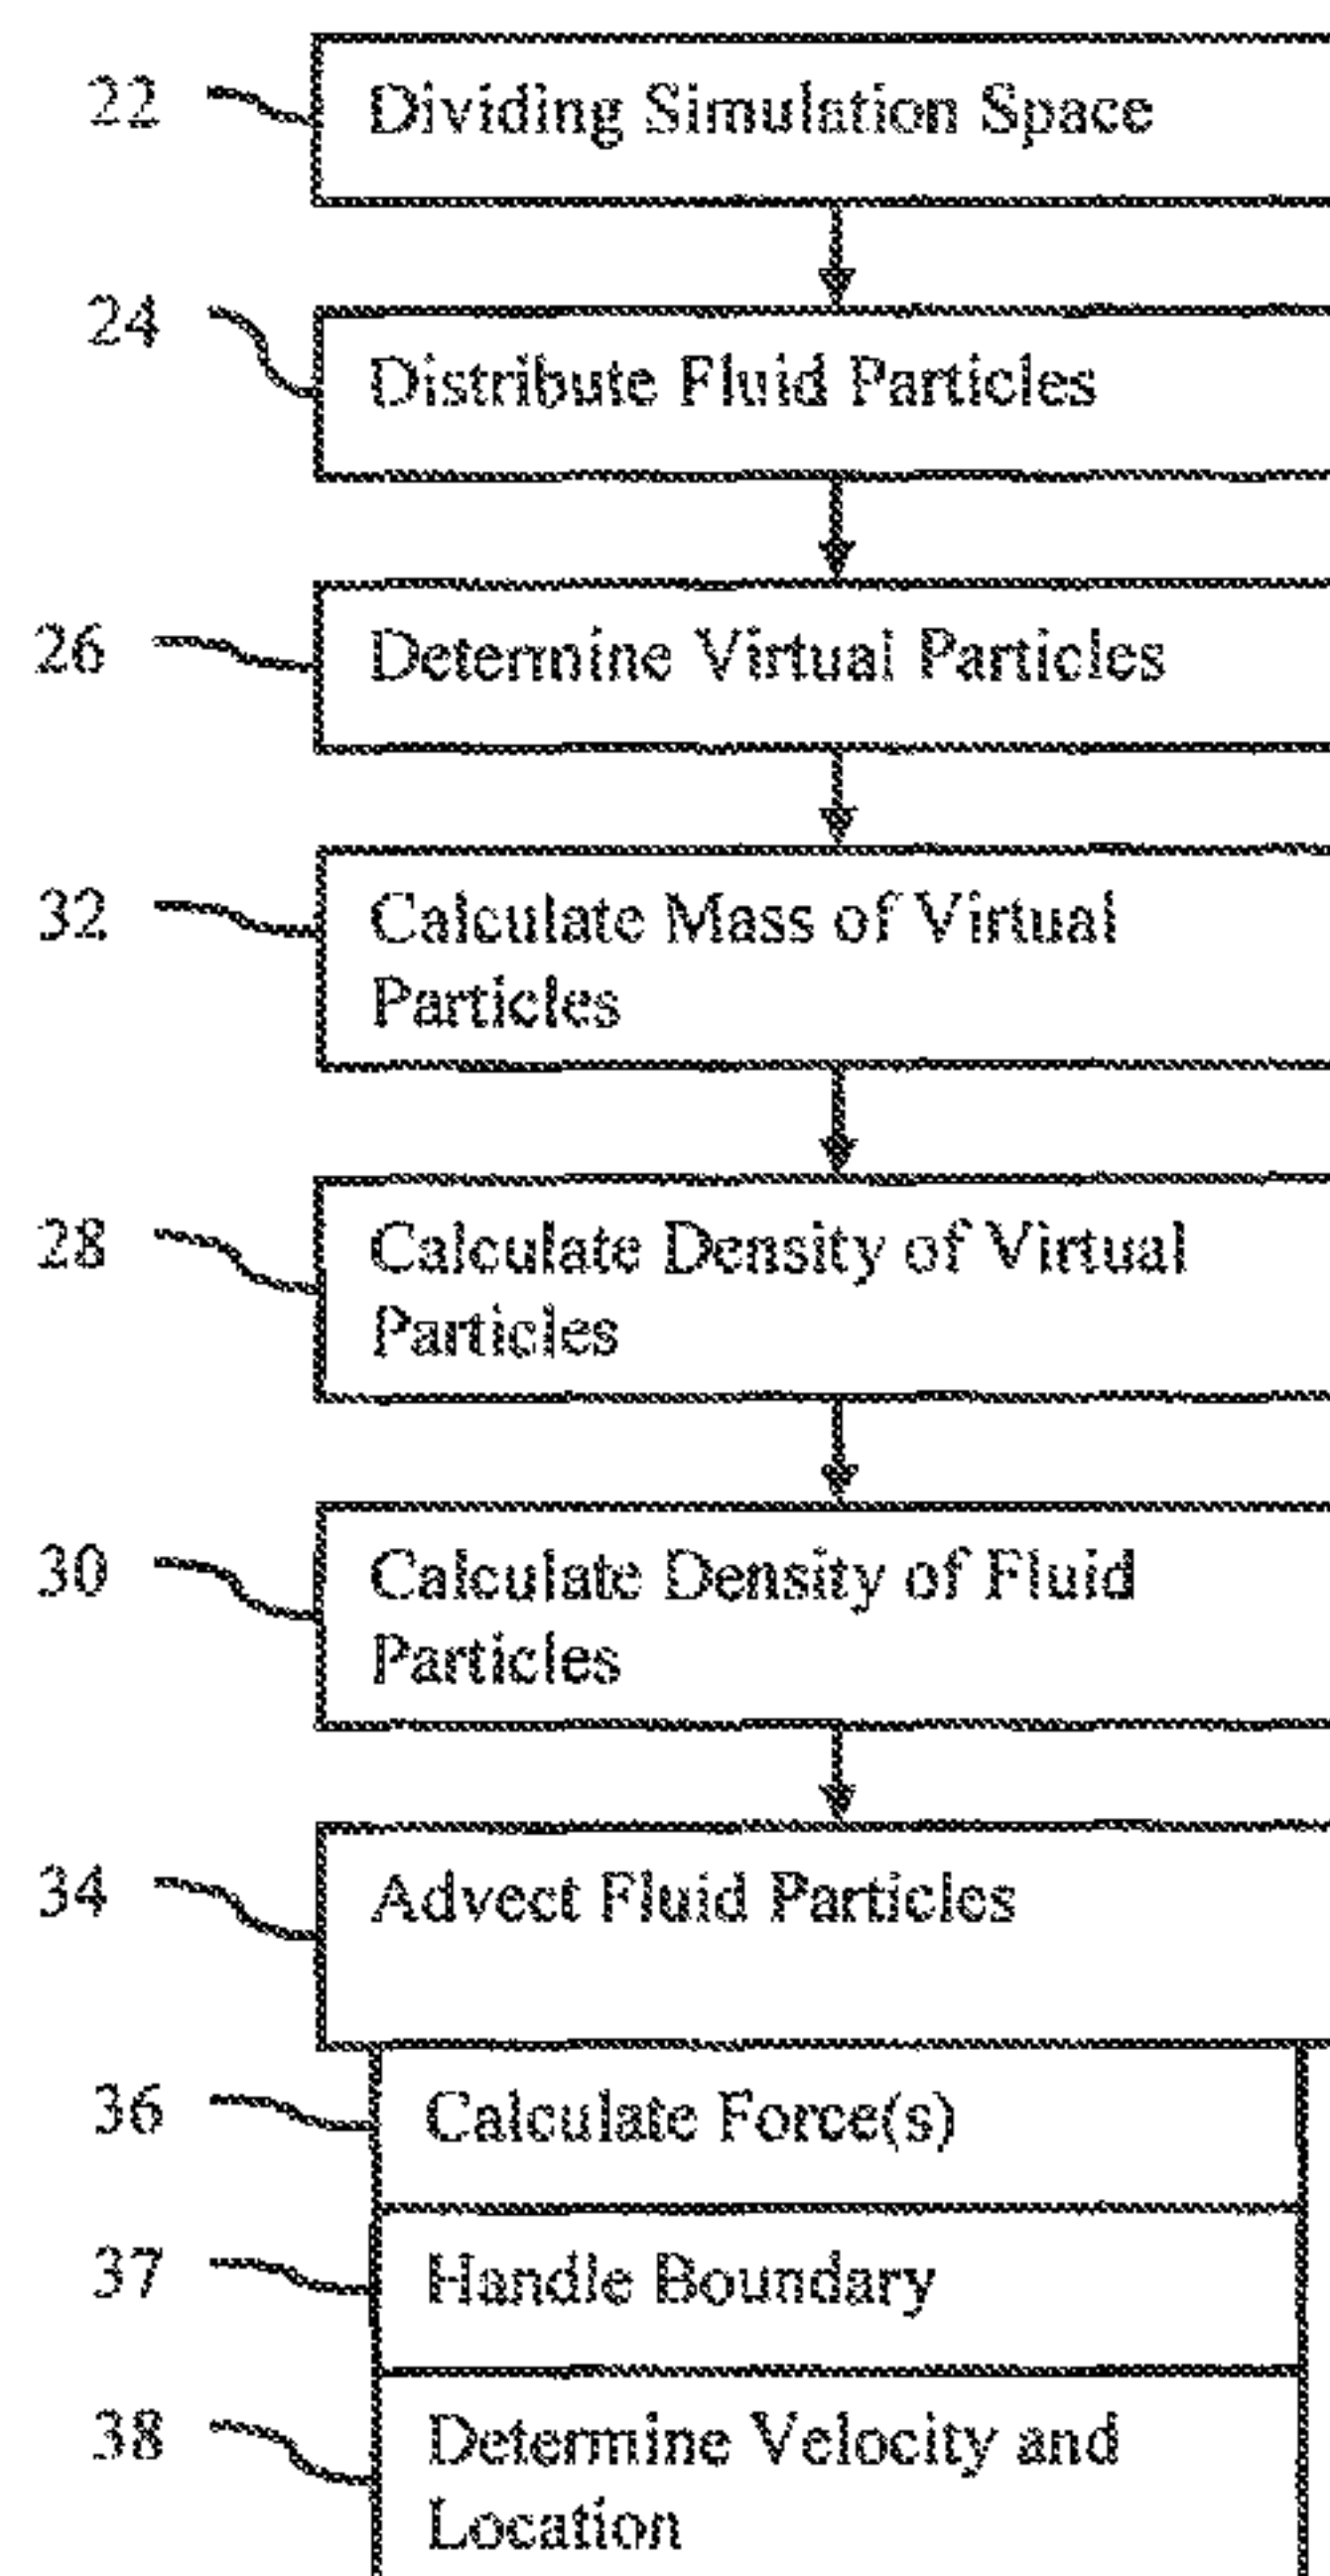 22 Dividing Simulation Space
24 Distribute Fluid Particles
26 Determine Virtual Particles
32 Calculate Mass of Virtual
Particles
28 Calculate Density of Virtual
Particles
30 Calculate Density of Fluid
Particles
34 Advect Fluid Particles
36 Calculate Force(s)
37 Handle Boundary
38 Determine Velocity and
Location